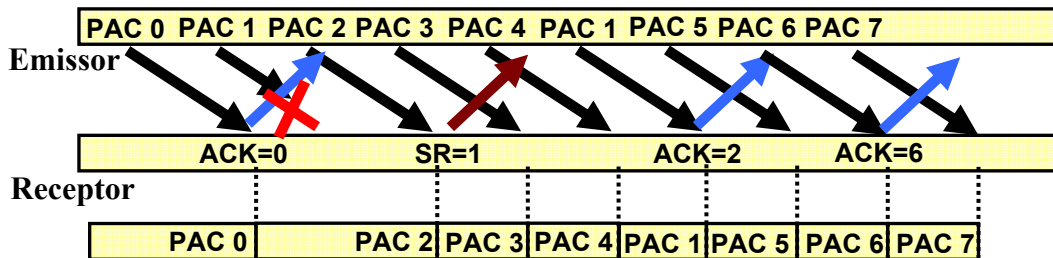 PAC 0 PAC 1 PAC 2 PAC 3 PAC 4 PAC 1 PAC 5 PAC 6 PAC 7
Emissor
ACK=0 SR=1 ACK=2 ACK=6
Receptor
PAC 0 PAC 2 PAC 3 PAC 4 PAC 1 PAC 5 PAC 6 PAC 7